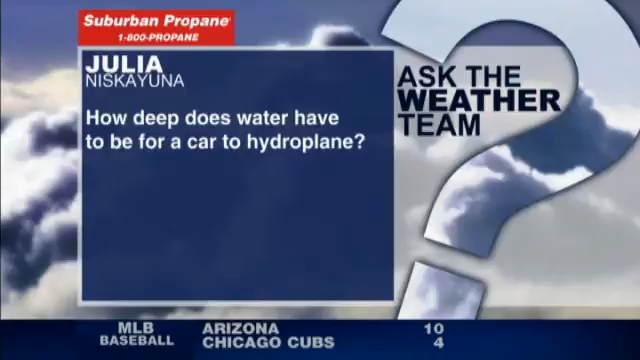 Suburban Propane
1-800-PROPANE
JULIA
NISKAYUNA
How deep does water have
to be for a car to hydroplane?
ASK THE
WEATHER
TEAM
MLB
BASEBALL
ARIZONA 10
CHICAGO CUBS 4